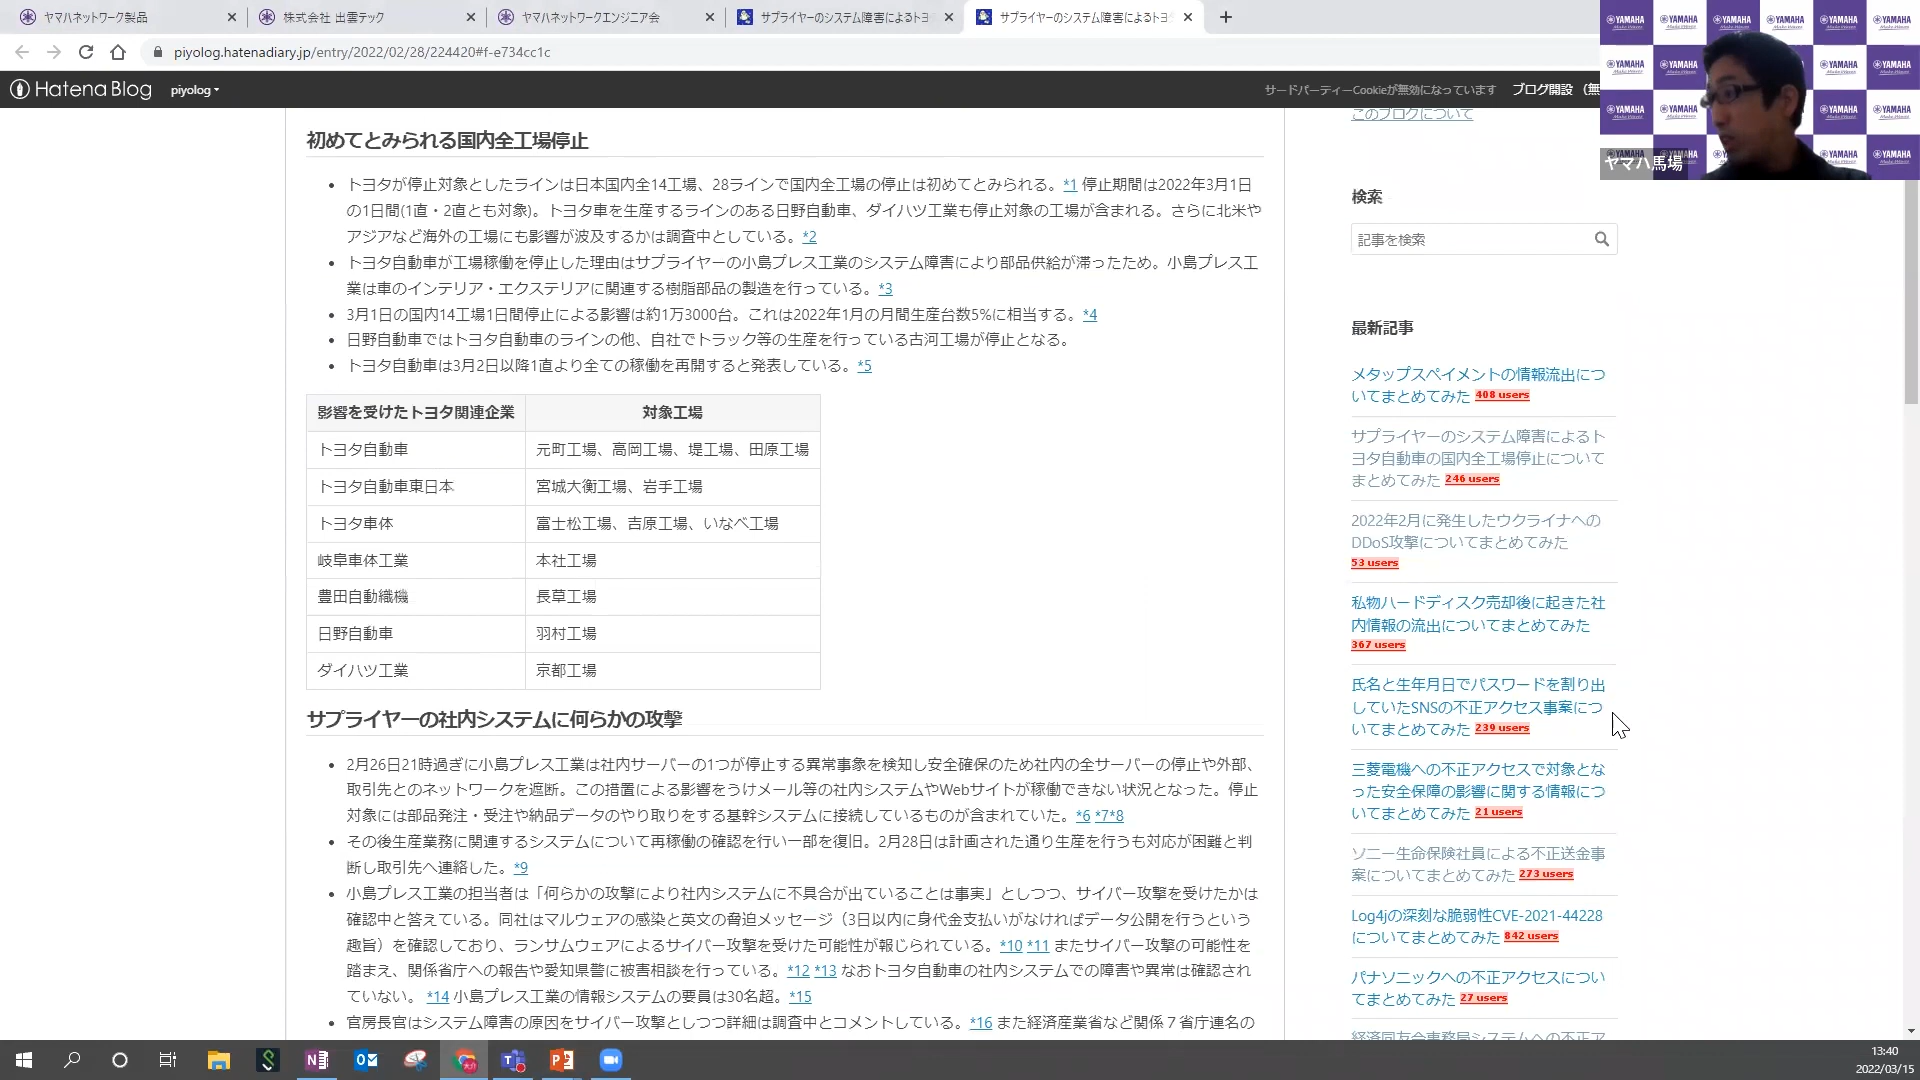 ヤマハネットワーク製品
株式会社 出雲テック
ヤマハネットワークエンジニア会
サプライヤーのシステム障害によるトヨ
サプライヤーのシステム障害によるトヨ
piyolog.hatenadiary.jp/entry/2022/02/28/224420#f-e734cc1c
Hatena Blog
piyolog
サードパーティーCookieが無効になっています
ブログ開設 (無
YAMAHA
ヤマハ馬場
初めてとみられる国内全工場停止
トヨタが停止対象としたラインは日本国内全14工場、28ラインで国内全工場の停止は初めてとみられる。*1 停止期間は2022年3月1日
の1日間(1直・2直とも対象)。トヨタ車を生産するラインのある日野自動車、ダイハツ工業も停止対象の工場が含まれる。さらに北米や
アジアなど海外の工場にも影響が波及するかは調査中としている。*2
トヨタ自動車が工場稼働を停止した理由はサプライヤーの小島プレス工業のシステム障害により部品供給が滞ったため。小島プレス工
業は車のインテリア・エクステリアに関連する樹脂部品の製造を行っている。*3
3月1日の国内14工場1日間停止による影響は約1万3000台。これは2022年1月の月間生産台数5%に相当する。*4
日野自動車ではトヨタ自動車のラインの他、自社でトラック等の生産を行っている古河工場が停止となる。
トヨタ自動車は3月2日以降1直より全ての稼働を再開すると発表している。*5
影響を受けたトヨタ関連企業 対象工場
トヨタ自動車 元町工場、高岡工場、堤工場、田原工場
トヨタ自動車東日本 宮城大衡工場、岩手工場
トヨタ車体 富士松工場、吉原工場、いなべ工場
岐阜車体工業 本社工場
豊田自動織機 長草工場
日野自動車 羽村工場
ダイハツ工業 京都工場
サプライヤーの社内システムに何らかの攻撃
2月26日21時過ぎに小島プレス工業は社内サーバーの1つが停止する異常事象を検知し安全確保のため社内の全サーバーの停止や外部、
取引先とのネットワークを遮断。この措置による影響をうけメール等の社内システムやWebサイトが稼働できない状況となった。停止
対象には部品発注・受注や納品データのやり取りをする基幹システムに接続しているものが含まれていた。*6 *7*8
その後生産業務に関連するシステムについて再稼働の確認を行い一部を復旧。2月28日は計画された通り生産を行うも対応が困難と判
断し取引先へ連絡した。*9
小島プレス工業の担当者は「何らかの攻撃により社内システムに不具合が出ていることは事実」としつつ、サイバー攻撃を受けたかは
確認中と答えている。同社はマルウェアの感染と英文の脅迫メッセージ（3日以内に身代金支払いがなければデータ公開を行うという
趣旨）を確認しており、ランサムウェアによるサイバー攻撃を受けた可能性が報じられている。*10 *11 またサイバー攻撃の可能性を
踏まえ、関係省庁への報告や愛知県警に被害相談を行っている。*12 *13 なおトヨタ自動車の社内システムでの障害や異常は確認され
ていない。 *14 小島プレス工業の情報システムの要員は30名超。*15
官房長官はシステム障害の原因をサイバー攻撃としつつ詳細は調査中とコメントしている。*16 また経済産業省など関係７省庁連名の
このブログについて
検索
記事を検索
最新記事
メタップスペイメントの情報流出につ
いてまとめてみた 408 users
サプライヤーのシステム障害によるト
ヨタ自動車の国内全工場停止について
まとめてみた 246 users
2022年2月に発生したウクライナへの
DDoS攻撃についてまとめてみた
53 users
私物ハードディスク売却後に起きた社
内情報の流出についてまとめてみた
367 users
氏名と生年月日でパスワードを割り出
していたSNSの不正アクセス事案につ
いてまとめてみた 239 users
三菱電機への不正アクセスで対象とな
った安全保障の影響に関する情報につ
いてまとめてみた 21 users
ソニー生命保険社員による不正送金事
案についてまとめてみた 273 users
Log4jの深刻な脆弱性CVE-2021-44228
についてまとめてみた 842 users
パナソニックへの不正アクセスについ
てまとめてみた 27 users
経済同友会事務局システムへの不正ア
13:40
2022/03/15